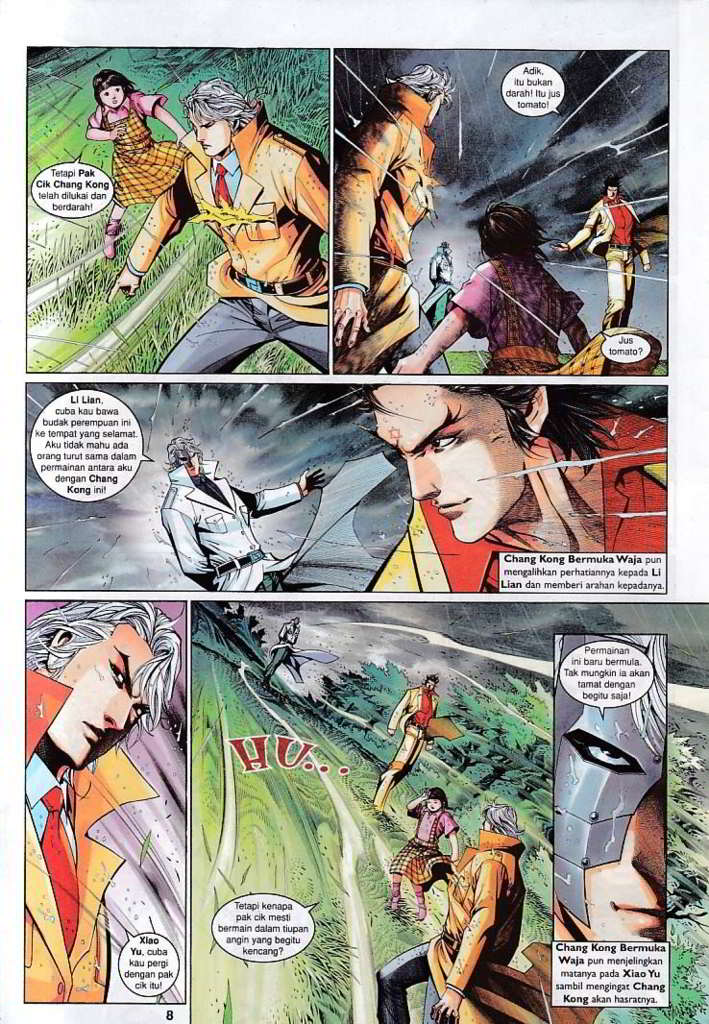 Tetapi Pak
Cik Chang Kong
telah dilukai dan
berdarah!
Adik,
itu bukan
darah! Itu jus
tomato!
Jus
tomato?
Li Lian,
cuba kau bawa
budak perempuan ini
ke tempat yang selamat.
Aku tidak mahu ada
orang turut sama dalam
permainan antara aku
dengan Chang
Kong ini!
Chang Kong Bermuka Waja pun
mengalihkan perhatiannya kepada Li
Lian dan memberi arahan kepadanya.
Xiao
Yu, cuba
kau pergi
dengan pak
cik itu!
HU...
Tetapi kenapa
pak cik mesti
bermain dalam tiupan
angin yang begitu
kencang?
Permainan
ini baru bermula.
Tak mungkin ia akan
tamat dengan
begitu saja!
Chang Kong Bermuka
Waja pun menjelingkan
matanya pada Xiao Yu
sambil mengingat Chang
Kong akan hasratnya.
8